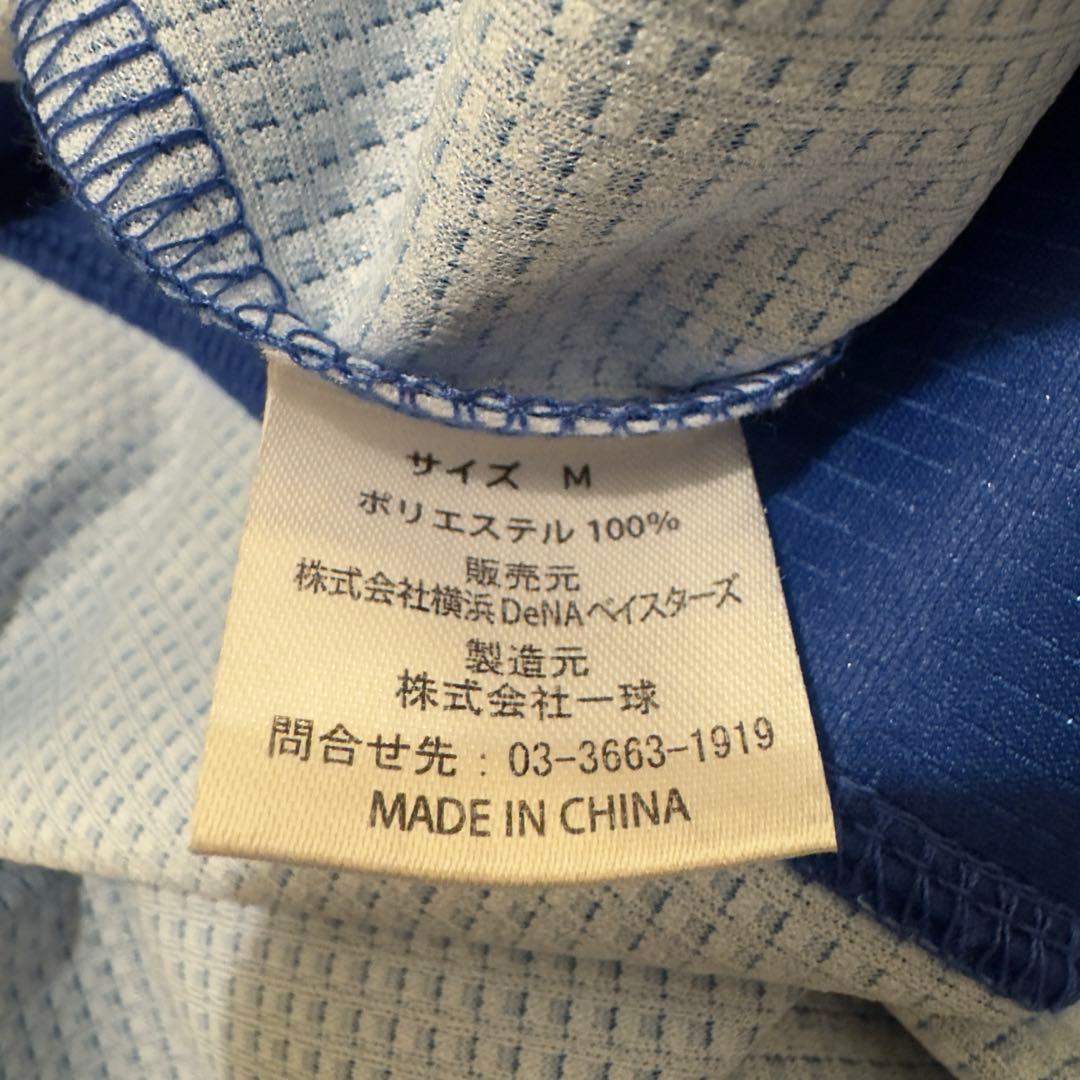 サイズ M
ポリエステル 100%
販売元
株式会社横浜DeNAベイスターズ
製造元
株式会社一球
問合せ先：03-3663-1919
MADE IN CHINA